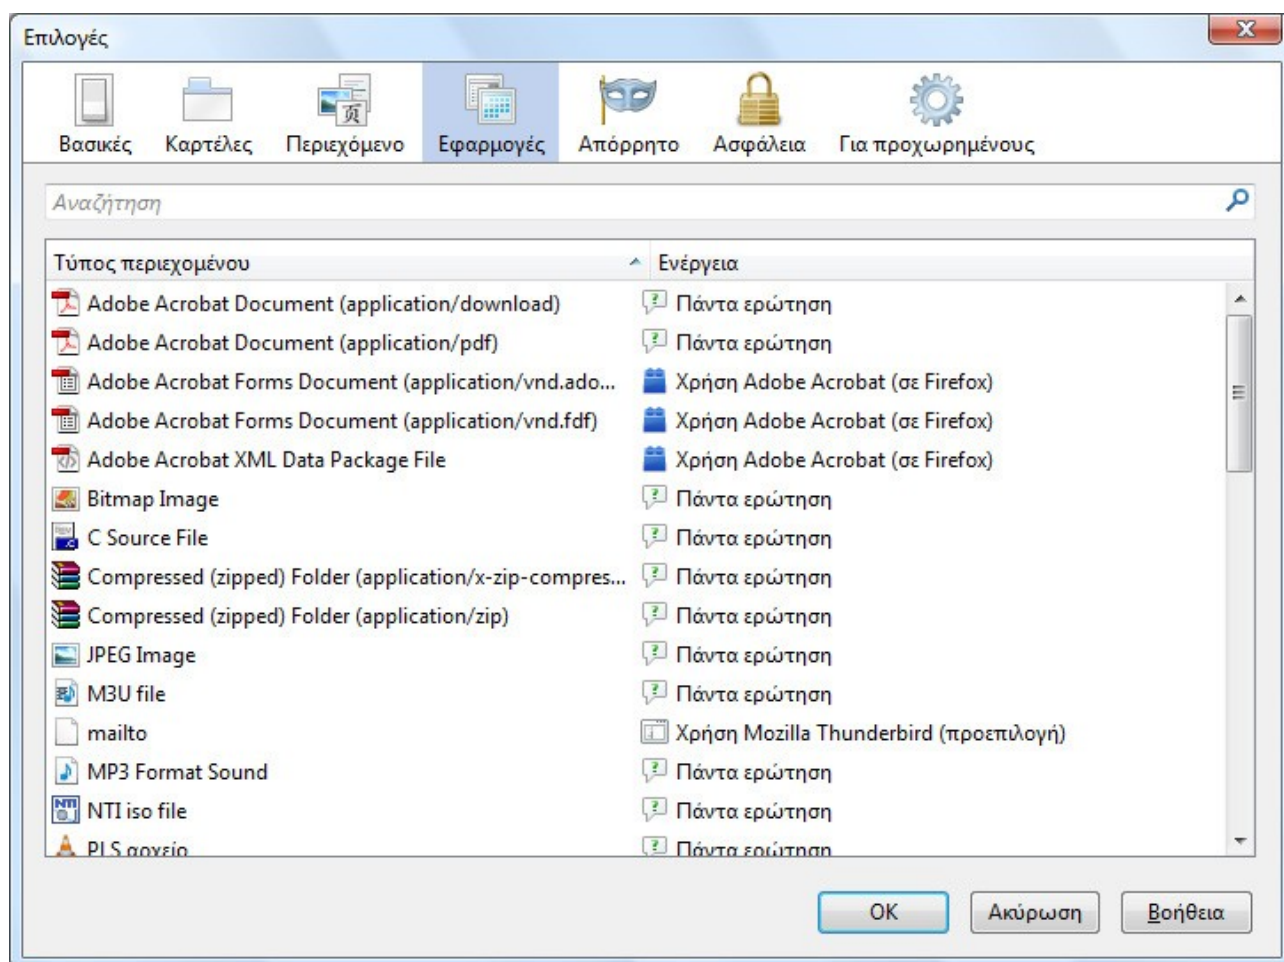 Επιλογές
Βασικές Καρτέλες Περιεχόμενο Εφαρμογές Απόρρητο Ασφάλεια Για προχωρημένους
Αναζήτηση
Τύπος περιεχομένου Ενέργεια
Adobe Acrobat Document (application/download) Πάντα ερώτηση
Adobe Acrobat Document (application/pdf) Πάντα ερώτηση
Adobe Acrobat Forms Document (application/vnd.ado... Χρήση Adobe Acrobat (σε Firefox)
Adobe Acrobat Forms Document (application/vnd.fdf) Χρήση Adobe Acrobat (σε Firefox)
Adobe Acrobat XML Data Package File Χρήση Adobe Acrobat (σε Firefox)
Bitmap Image Πάντα ερώτηση
C Source File Πάντα ερώτηση
Compressed (zipped) Folder (application/x-zip-compres... Πάντα ερώτηση
Compressed (zipped) Folder (application/zip) Πάντα ερώτηση
JPEG Image Πάντα ερώτηση
M3U file Πάντα ερώτηση
mailto Χρήση Mozilla Thunderbird (προεπιλογή)
MP3 Format Sound Πάντα ερώτηση
NTI iso file Πάντα ερώτηση
PLS αρχείο Πάντα ερώτηση
OK Ακύρωση Βοήθεια